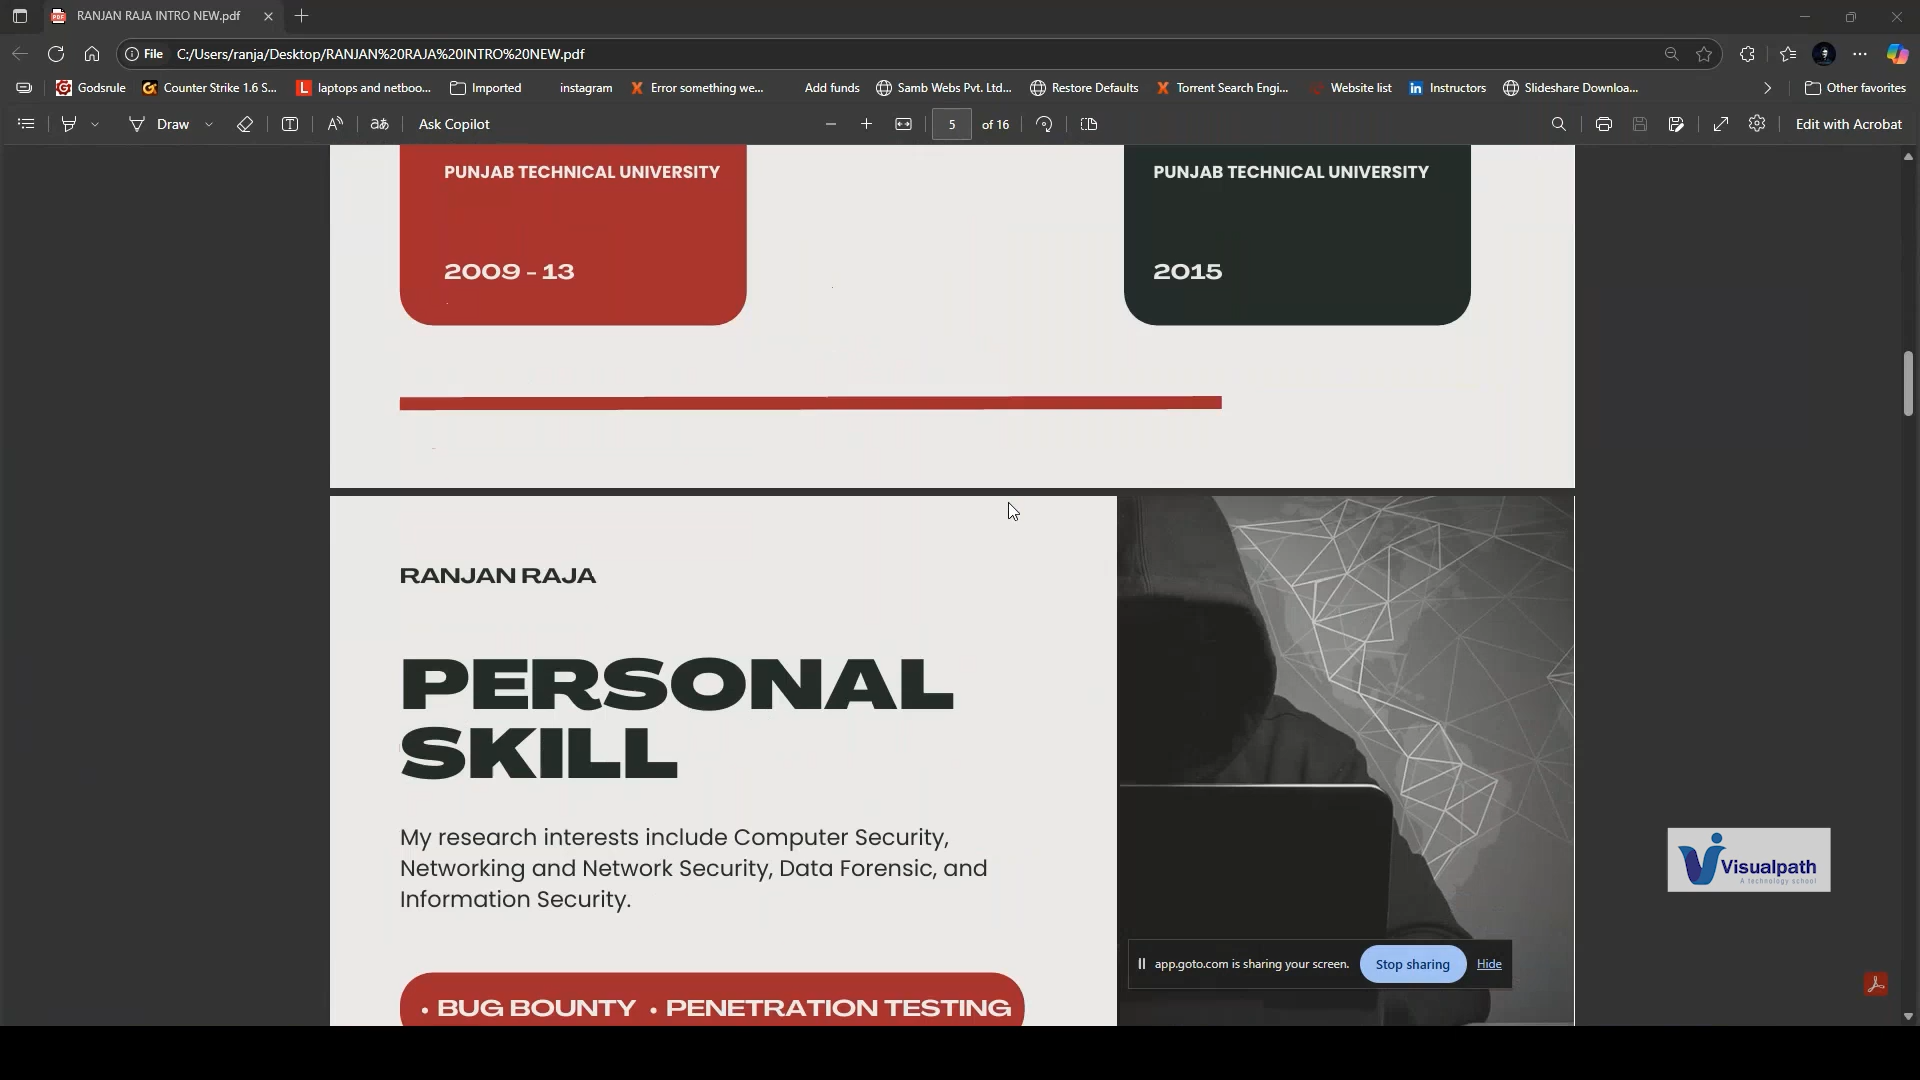 RANJAN RAJA INTRO NEW.pdf
File C:/Users/ranja/Desktop/RANJAN%20RAJA%20INTRO%20NEW.pdf
Godsrule Counter Strike 1.6 S... laptops and netboo... Imported instagram Error something we... Add funds Samb Webs Pvt. Ltd... Restore Defaults Torrent Search Engi... Website list Instructors Slideshare Downloa... Other favorites
Draw Ask Copilot 5 of 16 Edit with Acrobat
PUNJAB TECHNICAL UNIVERSITY PUNJAB TECHNICAL UNIVERSITY
2009 - 13 2015
RANJAN RAJA
PERSONAL
SKILL
My research interests include Computer Security,
Networking and Network Security, Data Forensic, and
Information Security.
Visualpath
A technology school
app.goto.com is sharing your screen. Stop sharing Hide
• BUG BOUNTY • PENETRATION TESTING